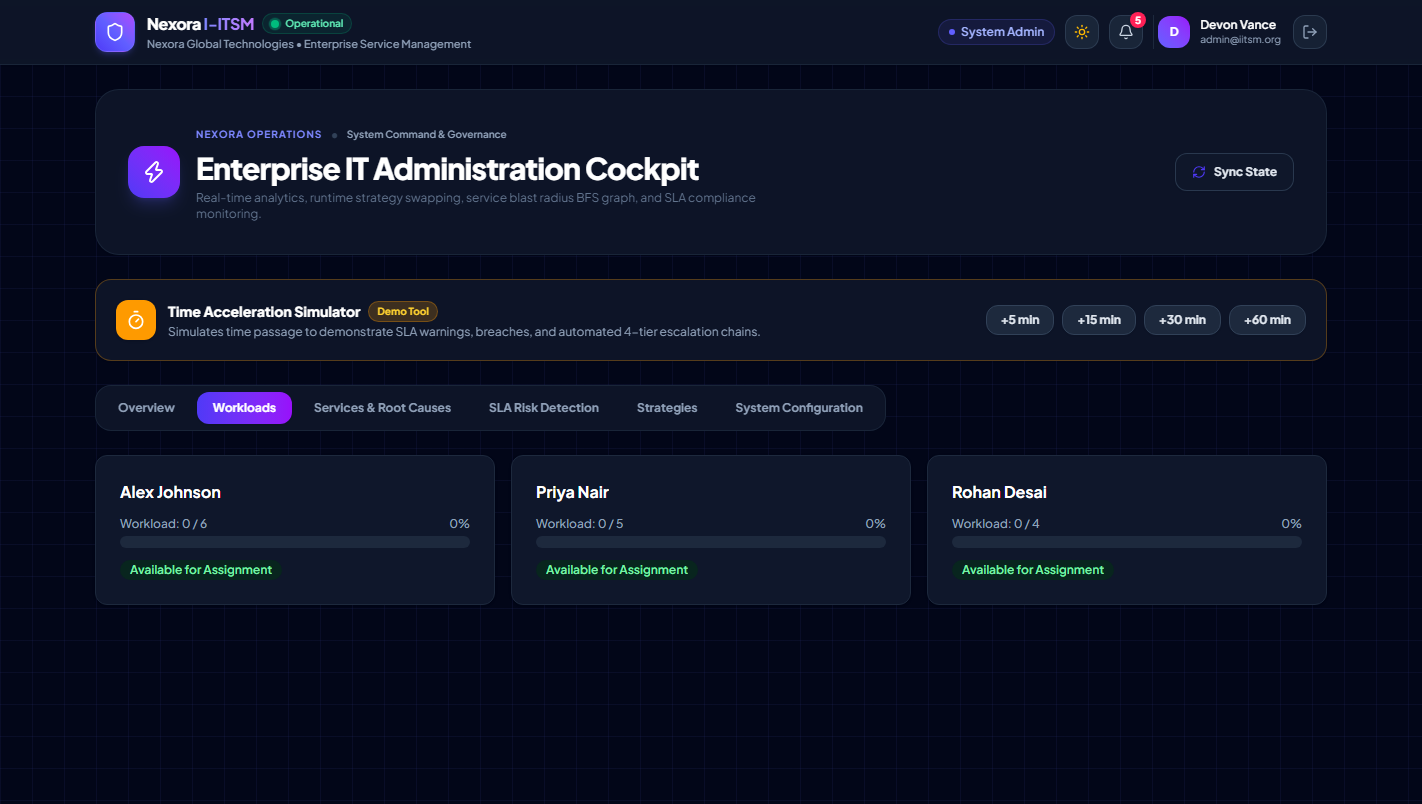 Nexora I-ITSM
Operational
Nexora Global Technologies • Enterprise Service Management
System Admin
5
D
Devon Vance
admin@iitsm.org
NEXORA OPERATIONS
System Command & Governance
Enterprise IT Administration Cockpit
Real-time analytics, runtime strategy swapping, service blast radius BFS graph, and SLA compliance
monitoring.
Sync State
Time Acceleration Simulator
Demo Tool
Simulates time passage to demonstrate SLA warnings, breaches, and automated 4-tier escalation chains.
+5 min
+15 min
+30 min
+60 min
Overview
Workloads
Services & Root Causes
SLA Risk Detection
Strategies
System Configuration
Alex Johnson
Workload: 0 / 6
0%
Available for Assignment
Priya Nair
Workload: 0 / 5
0%
Available for Assignment
Rohan Desai
Workload: 0 / 4
0%
Available for Assignment